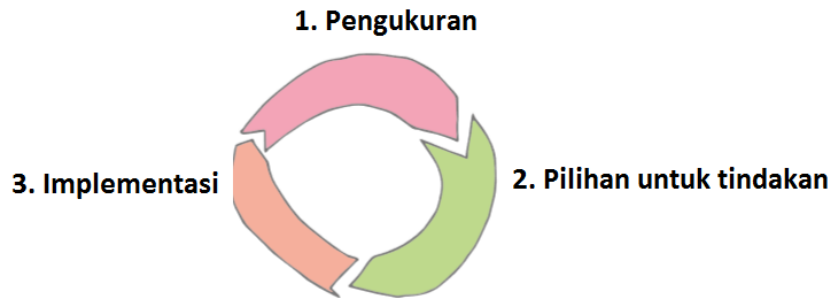 1. Pengukuran
2. Pilihan untuk tindakan
3. Implementasi